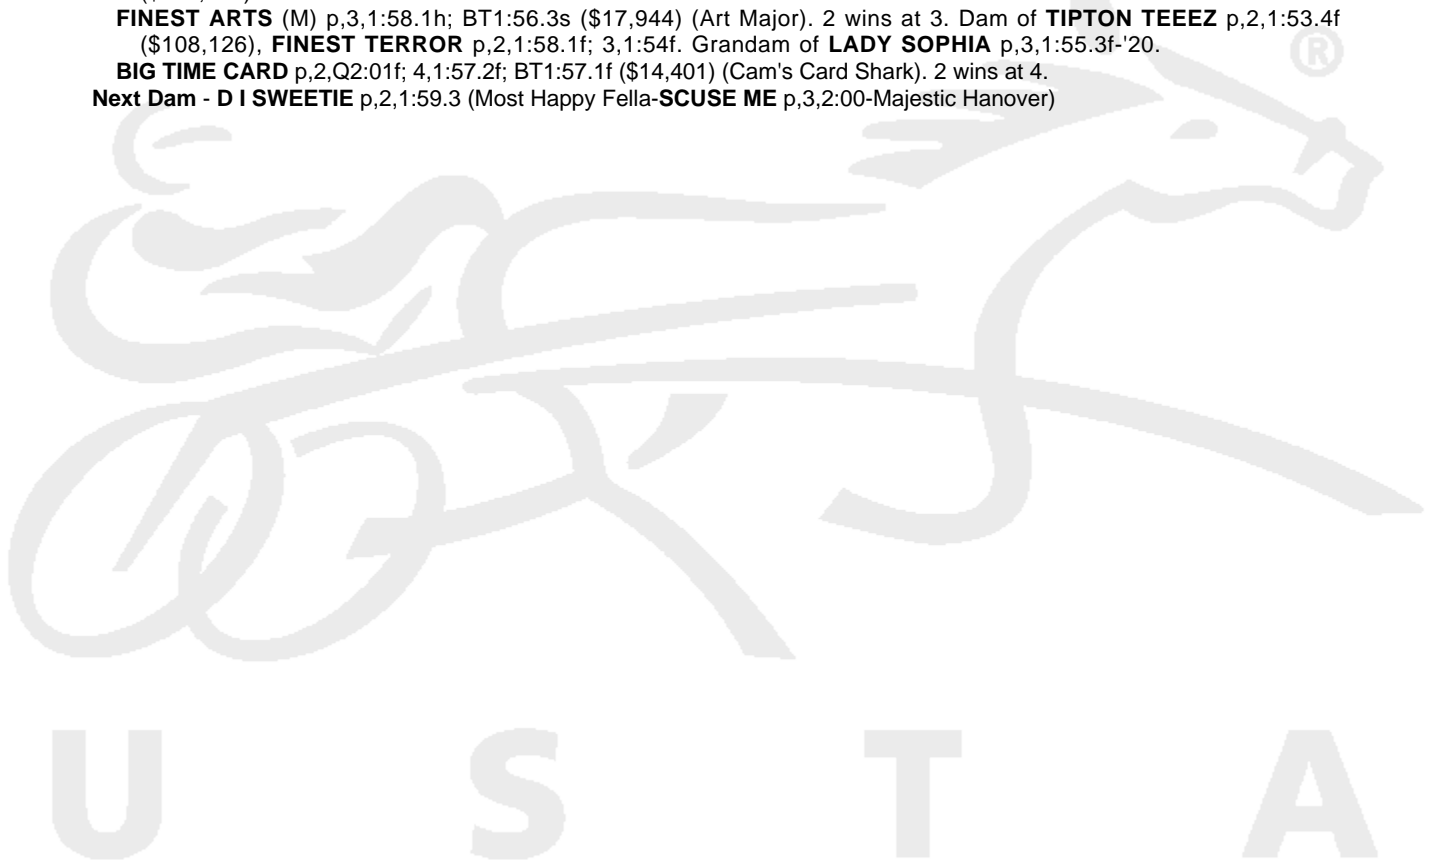 FINEST ARTS (M) p,3,1:58.1h; BT1:56.3s ($17,944) (Art Major). 2 wins at 3. Dam of TIPTON TEEEZ p,2,1:53.4f
($108,126), FINEST TERROR p,2,1:58.1f; 3,1:54f. Grandam of LADY SOPHIA p,3,1:55.3f-'20.
BIG TIME CARD p,2,Q2:01f; 4,1:57.2f; BT1:57.1f ($14,401) (Cam's Card Shark). 2 wins at 4.
Next Dam - D I SWEETIE p,2,1:59.3 (Most Happy Fella-SCUSE ME p,3,2:00-Majestic Hanover)
®
U S T A